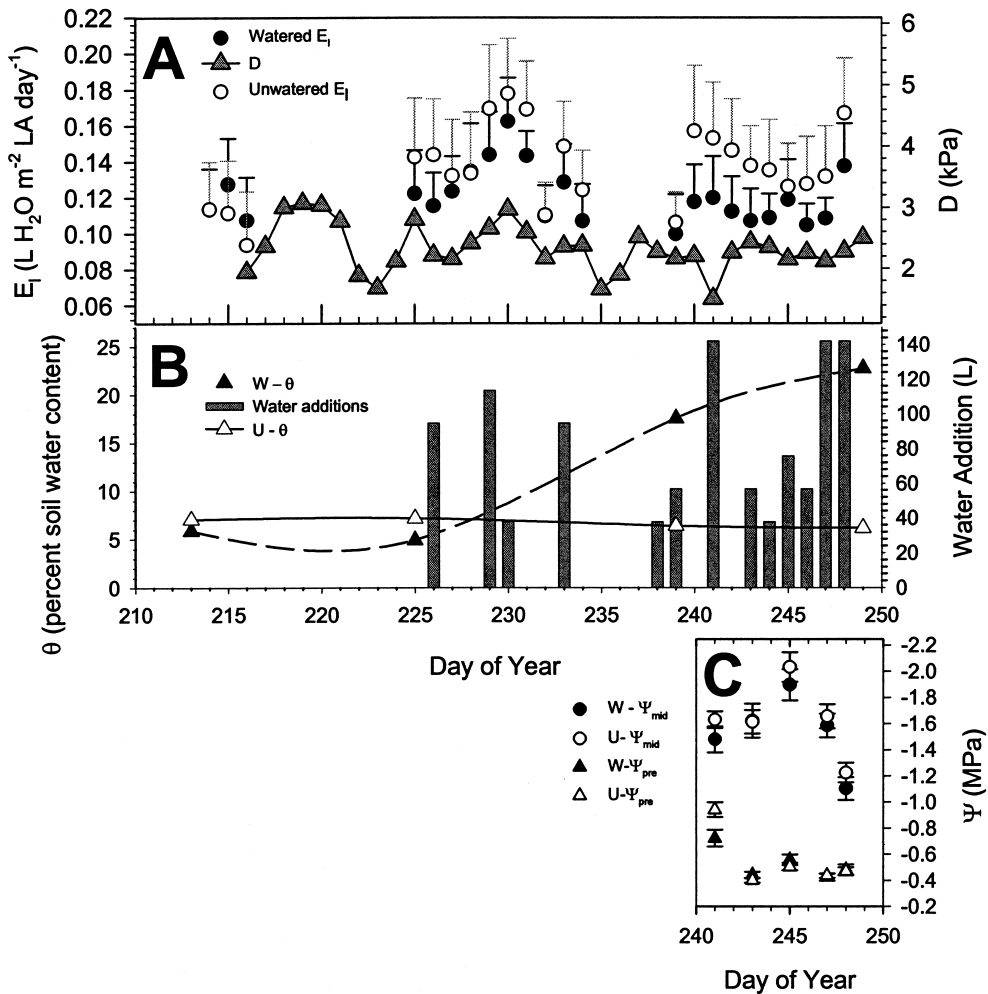 A
Watered E_l
D
Unwatered E_l
E_l (L H₂O m⁻² LA day⁻¹)
0.22
0.20
0.18
0.16
0.14
0.12
0.10
0.08
0.06
6
5
4
3
2
D (kPa)
B
W – θ
Water additions
U - θ
θ (percent soil water content)
25
20
15
10
5
0
140
120
100
80
60
40
20
0
Water Addition (L)
210 215 220 225 230 235 240 245 250
Day of Year
C
W - Ψ_mid
U- Ψ_mid
W-Ψ_pre
U-Ψ_pre
-2.2
-2.0
-1.8
-1.6
-1.4
-1.2
-1.0
-0.8
-0.6
-0.4
-0.2
Ψ (MPa)
240 245 250
Day of Year